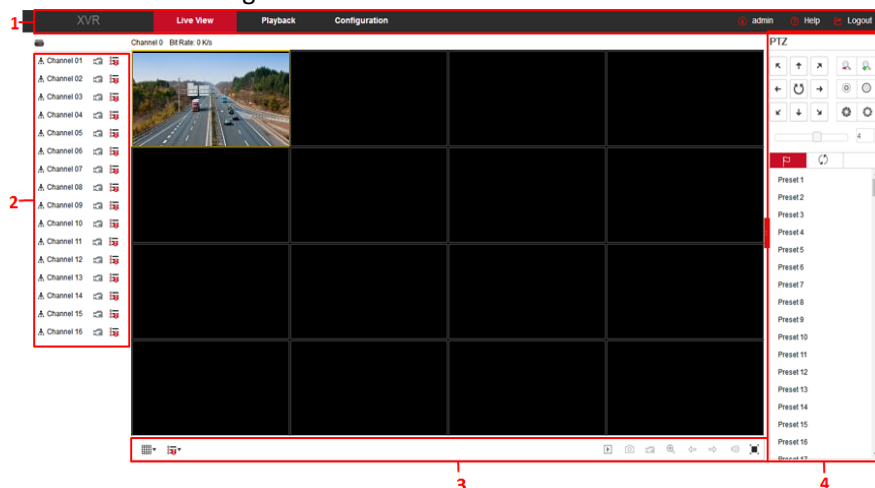 XVR Live View Playback Configuration admin Help Logout
1
Channel 0 Bit Rate: 0 K/s
PTZ
Channel 01
Channel 02
Channel 03
Channel 04
Channel 05
Channel 06
Channel 07
Channel 08
Channel 09
Channel 10
Channel 11
Channel 12
Channel 13
Channel 14
Channel 15
Channel 16
2
4
Preset 1
Preset 2
Preset 3
Preset 4
Preset 5
Preset 6
Preset 7
Preset 8
Preset 9
Preset 10
Preset 11
Preset 12
Preset 13
Preset 14
Preset 15
Preset 16
Preset 17
3
4